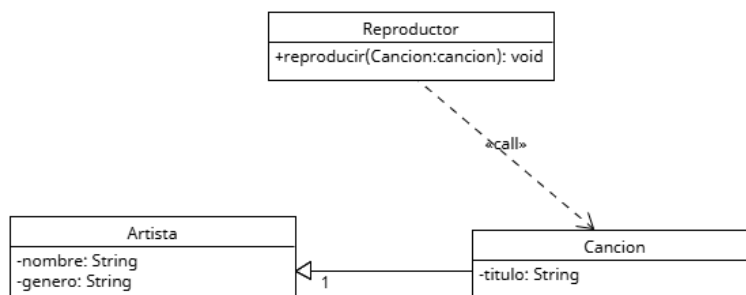 Reproductor
+reproducir(Cancion:cancion): void
«call»
Artista
-nombre: String
-genero: String
1
Cancion
-titulo: String